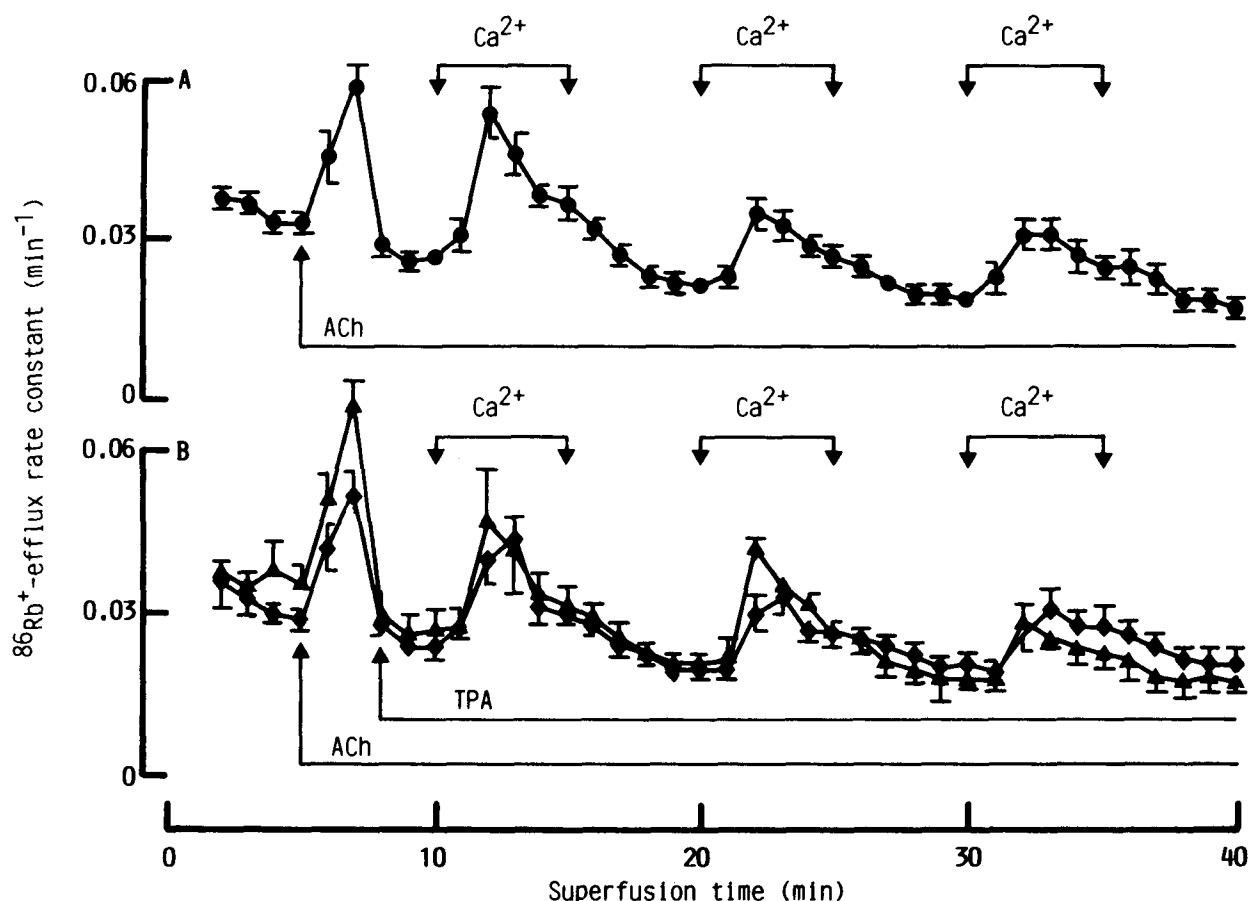 Ca²⁺ Ca²⁺ Ca²⁺
0.06 A
0.03
ACh
0
Ca²⁺ Ca²⁺ Ca²⁺
0.06 B
0.03
TPA
ACh
0
⁸⁶Rb⁺-efflux rate constant (min⁻¹)
0 10 20 30 40
Superfusion time (min)